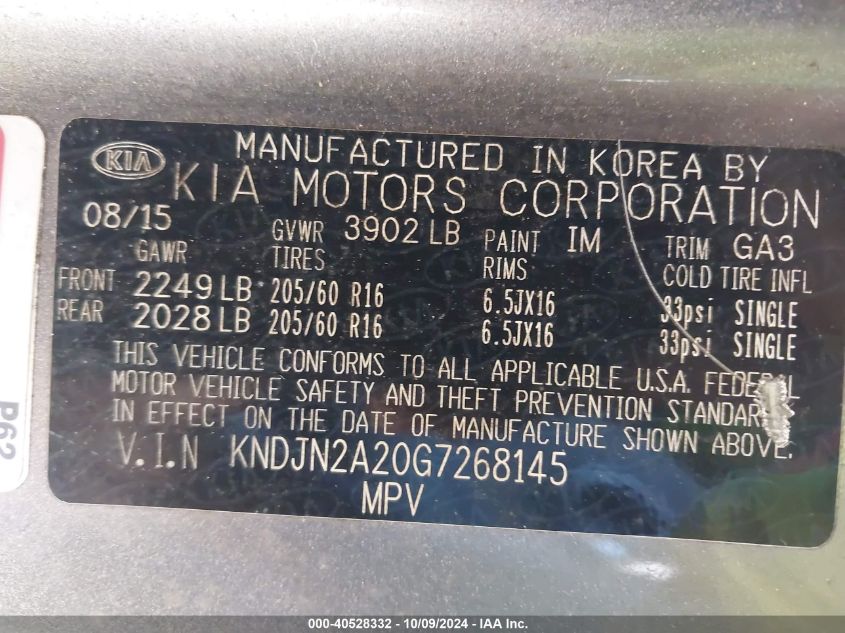 KIA
MANUFACTURED IN KOREA BY
KIA MOTORS CORPORATION
08/15 GVWR 3902 LB PAINT IM TRIM GA3
GAWR TIRES RIMS COLD TIRE INFL
FRONT 2249 LB 205/60 R16 6.5JX16 33psi SINGLE
REAR 2028 LB 205/60 R16 6.5JX16 33psi SINGLE
THIS VEHICLE CONFORMS TO ALL APPLICABLE U.S.A. FEDERAL
MOTOR VEHICLE SAFETY AND THEFT PREVENTION STANDARDS
IN EFFECT ON THE DATE OF MANUFACTURE SHOWN ABOVE.
V.I.N KNDJN2A20G7268145
MPV
P62
000-40528332 - 10/09/2024 - IAA Inc.